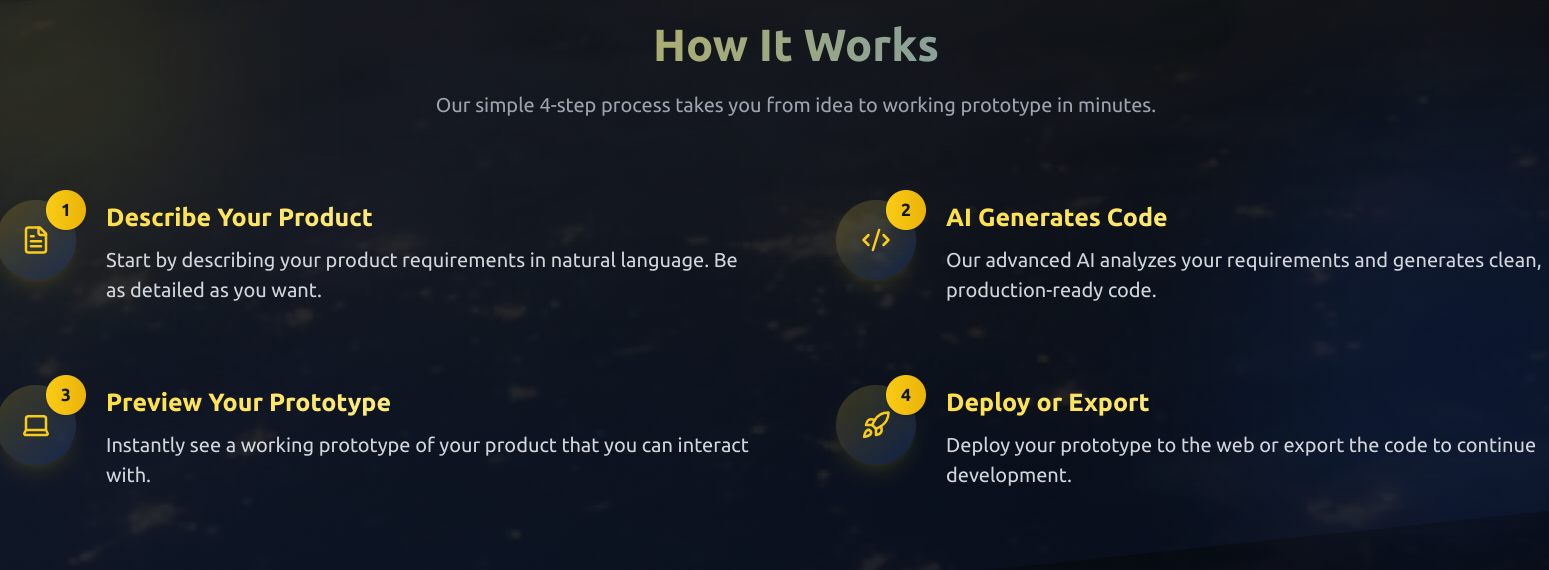 How It Works
Our simple 4-step process takes you from idea to working prototype in minutes.
1
Describe Your Product
Start by describing your product requirements in natural language. Be
as detailed as you want.
2
AI Generates Code
Our advanced AI analyzes your requirements and generates clean,
production-ready code.
3
Preview Your Prototype
Instantly see a working prototype of your product that you can interact
with.
4
Deploy or Export
Deploy your prototype to the web or export the code to continue
development.